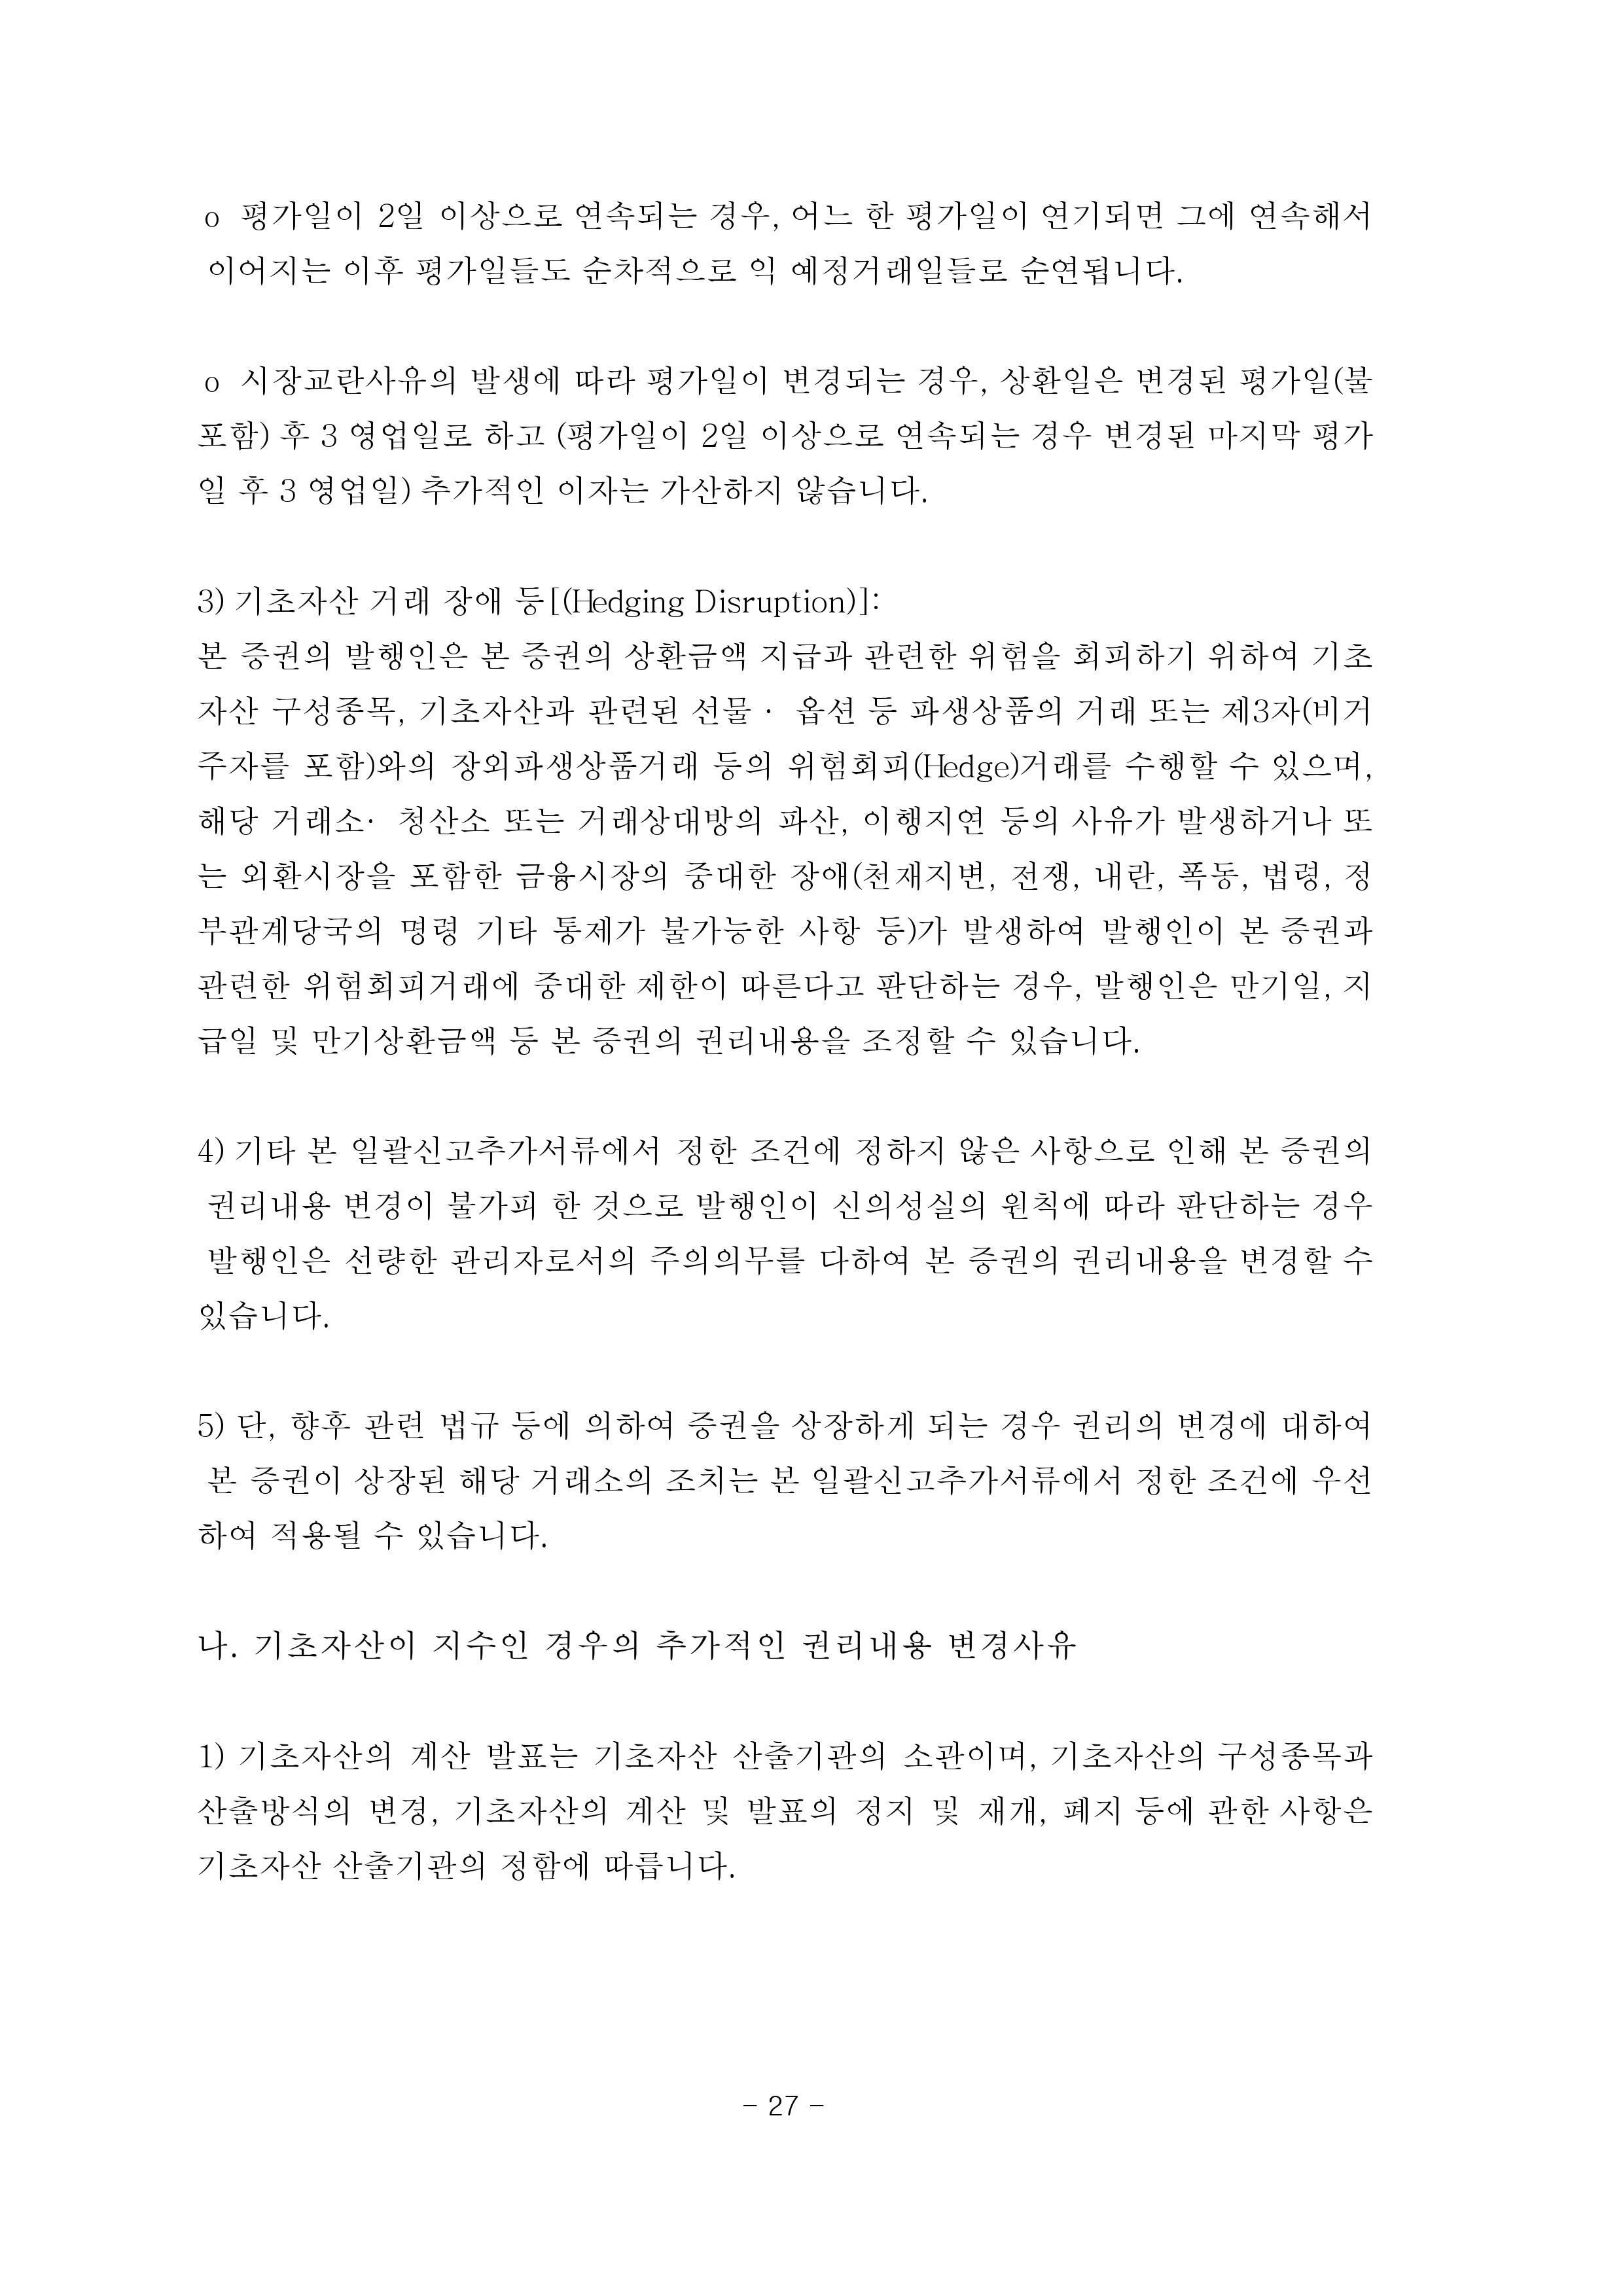 o 평가일이 2일 이상으로 연속되는 경우, 어느 한 평가일이 연기되면 그에 연속해서
이어지는 이후 평가일들도 순차적으로 익 예정거래일들로 순연됩니다.
o 시장교란사유의 발생에 따라 평가일이 변경되는 경우, 상환일은 변경된 평가일(불
포함) 후 3 영업일로 하고 (평가일이 2일 이상으로 연속되는 경우 변경된 마지막 평가
일 후 3 영업일) 추가적인 이자는 가산하지 않습니다.
3) 기초자산 거래 장애 등[(Hedging Disruption)]:
본 증권의 발행인은 본 증권의 상환금액 지급과 관련한 위험을 회피하기 위하여 기초
자산 구성종목, 기초자산과 관련된 선물 · 옵션 등 파생상품의 거래 또는 제3자(비거
주자를 포함)와의 장외파생상품거래 등의 위험회피(Hedge)거래를 수행할 수 있으며,
해당 거래소· 청산소 또는 거래상대방의 파산, 이행지연 등의 사유가 발생하거나 또
는 외환시장을 포함한 금융시장의 중대한 장애(천재지변, 전쟁, 내란, 폭동, 법령, 정
부관계당국의 명령 기타 통제가 불가능한 사항 등)가 발생하여 발행인이 본 증권과
관련한 위험회피거래에 중대한 제한이 따른다고 판단하는 경우, 발행인은 만기일, 지
급일 및 만기상환금액 등 본 증권의 권리내용을 조정할 수 있습니다.
4) 기타 본 일괄신고추가서류에서 정한 조건에 정하지 않은 사항으로 인해 본 증권의
권리내용 변경이 불가피 한 것으로 발행인이 신의성실의 원칙에 따라 판단하는 경우
발행인은 선량한 관리자로서의 주의의무를 다하여 본 증권의 권리내용을 변경할 수
있습니다.
5) 단, 향후 관련 법규 등에 의하여 증권을 상장하게 되는 경우 권리의 변경에 대하여
본 증권이 상장된 해당 거래소의 조치는 본 일괄신고추가서류에서 정한 조건에 우선
하여 적용될 수 있습니다.
나. 기초자산이 지수인 경우의 추가적인 권리내용 변경사유
1) 기초자산의 계산 발표는 기초자산 산출기관의 소관이며, 기초자산의 구성종목과
산출방식의 변경, 기초자산의 계산 및 발표의 정지 및 재개, 폐지 등에 관한 사항은
기초자산 산출기관의 정함에 따릅니다.
- 27 -